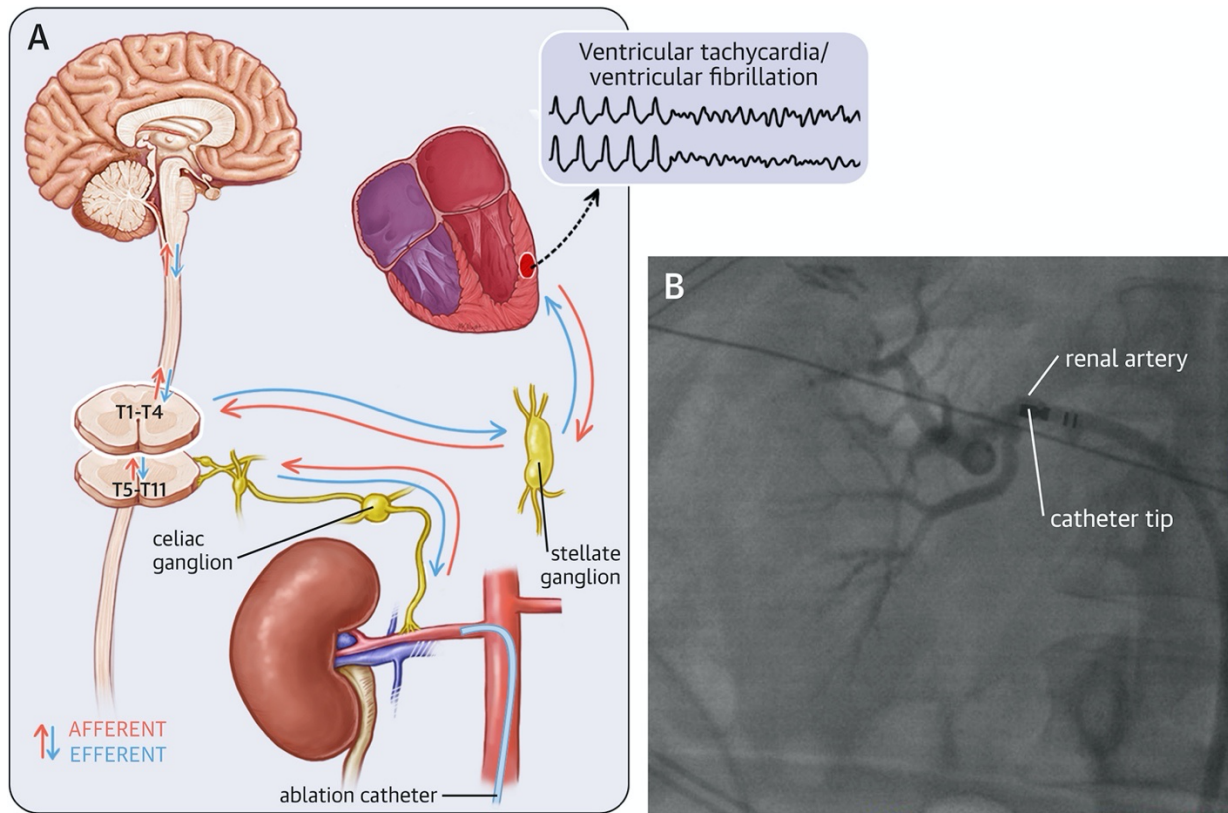 A
Ventricular tachycardia/
ventricular fibrillation
T1-T4
T5-T11
celiac
ganglion
stellate
ganglion
AFFERENT
EFFERENT
ablation catheter
B
renal artery
catheter tip